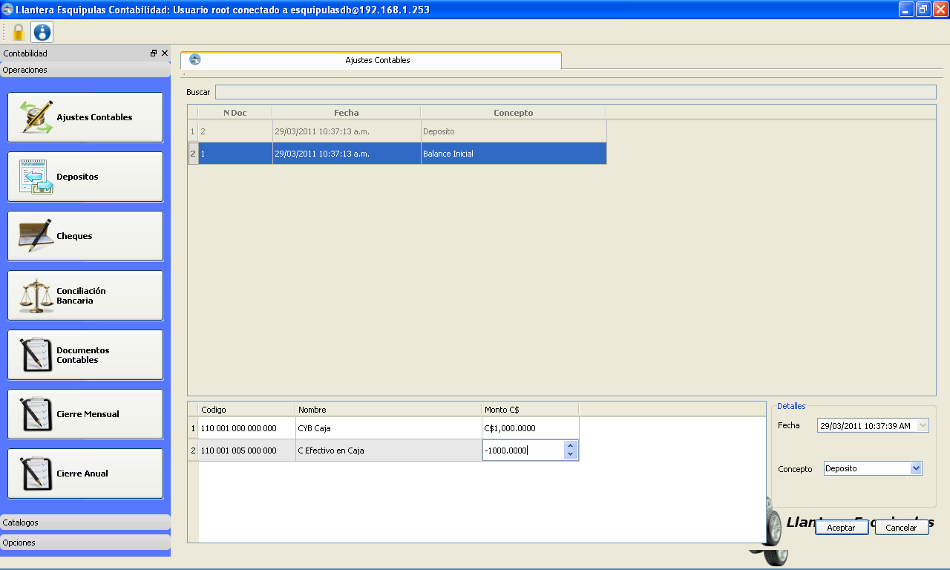 Llantera Esquipulas Contabilidad: Usuario root conectado a esquipulasdb@192.168.1.253
Contabilidad
Operaciones
Ajustes Contables
Depositos
Cheques
Conciliación
Bancaria
Documentos
Contables
Cierre Mensual
Cierre Anual
Catalogos
Opciones
Ajustes Contables
Buscar
N Doc Fecha Concepto
1 2 29/03/2011 10:37:13 a.m. Deposito
2 1 29/03/2011 10:37:13 a.m. Balance Inicial
Codigo Nombre Monto C$
1 110 001 000 000 000 CYB Caja C$1,000.0000
2 110 001 005 000 000 C Efectivo en Caja -1000.0000
Detalles
Fecha 29/03/2011 10:37:39 AM
Concepto Deposito
Llantera Esquipulas
Aceptar Cancelar